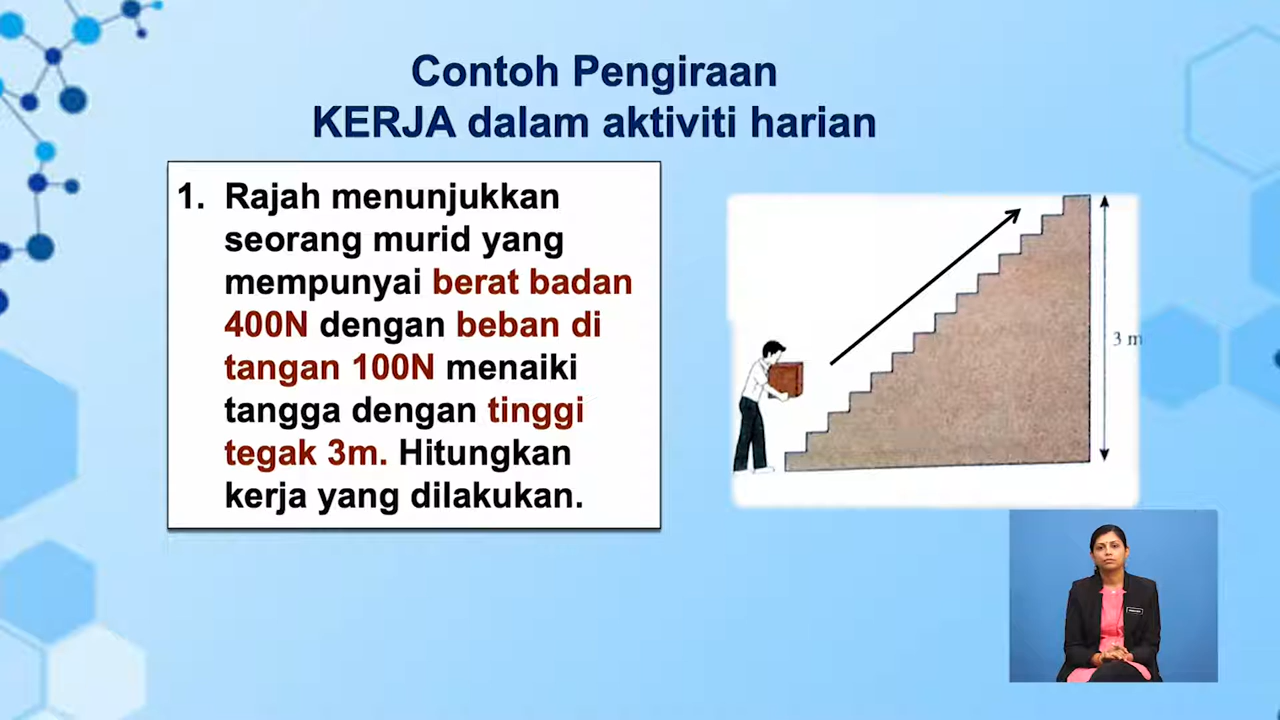 Contoh Pengiraan
KERJA dalam aktiviti harian
1. Rajah menunjukkan
seorang murid yang
mempunyai berat badan
400N dengan beban di
tangan 100N menaiki
tangga dengan tinggi
tegak 3m. Hitungkan
kerja yang dilakukan.
3 m